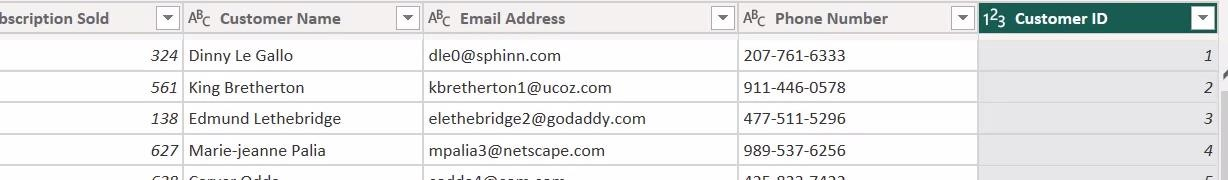 bscription Sold ABC Customer Name ABC Email Address ABC Phone Number 123 Customer ID
324 Dinny Le Gallo dle0@sphinn.com 207-761-6333 1
561 King Bretherton kbretherton1@ucoz.com 911-446-0578 2
138 Edmund Lethebridge elethebridge2@godaddy.com 477-511-5296 3
627 Marie-jeanne Palia mpalia3@netscape.com 989-537-6256 4